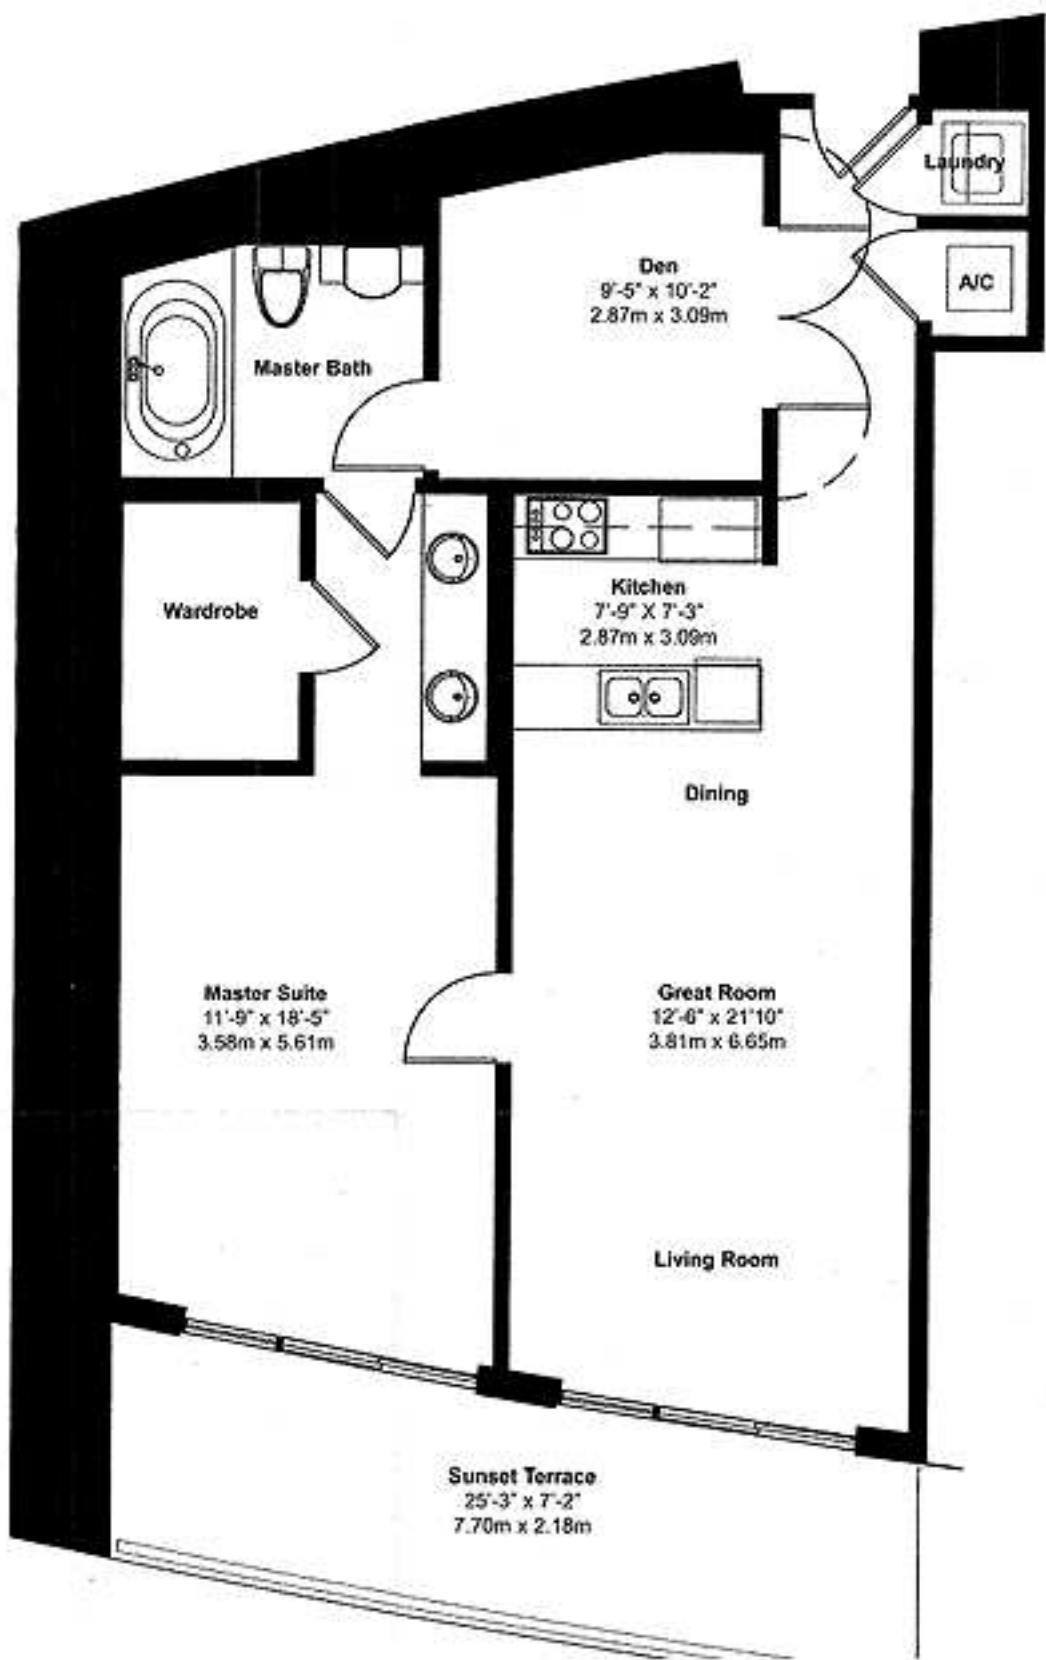 Laundry
Den
9'-5" x 10'-2"
2.87m x 3.09m
A/C
Master Bath
Kitchen
7'-9" X 7'-3"
2.87m x 3.09m
Wardrobe
Dining
Master Suite
11'-9" x 18'-5"
3.58m x 5.61m
Great Room
12'-6" x 21'10"
3.81m x 6.65m
Living Room
Sunset Terrace
25'-3" x 7'-2"
7.70m x 2.18m